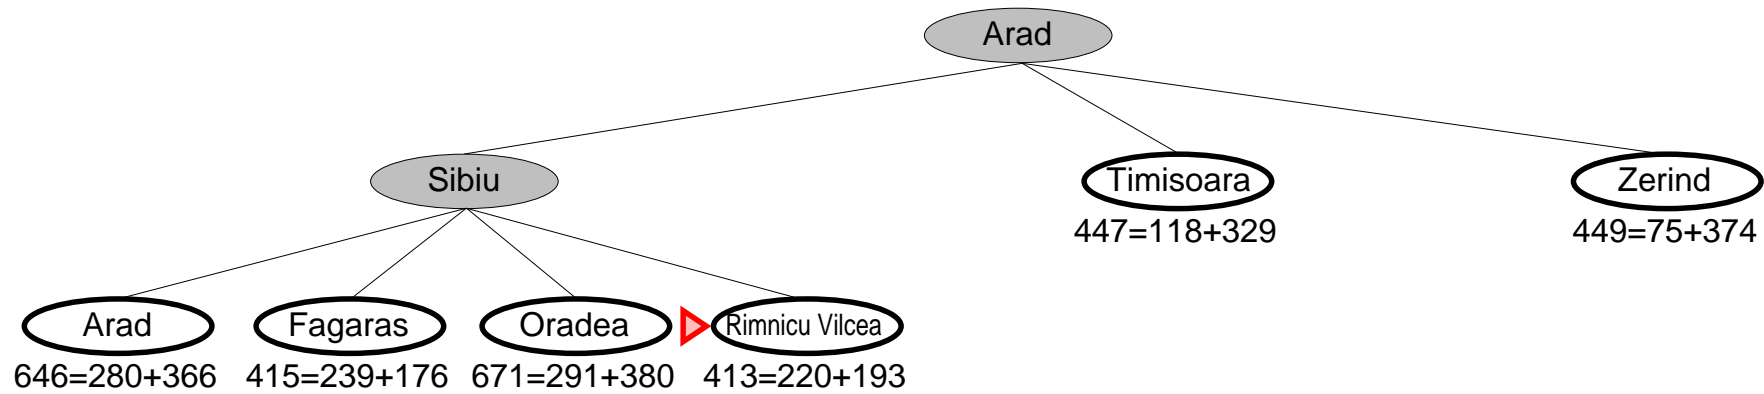 Arad
Sibiu
Timisoara
Zerind
447=118+329
449=75+374
Arad
Fagaras
Oradea
Rimnicu Vilcea
646=280+366
415=239+176
671=291+380
413=220+193